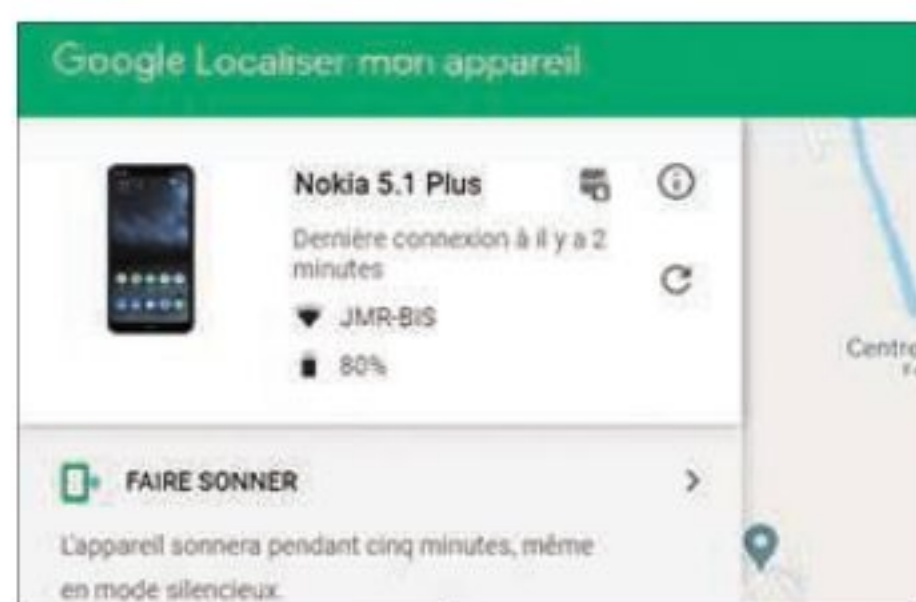 Google Localiser mon appareil
Nokia 5.1 Plus
Dernière connexion à il y a 2
minutes
JMR-BIS
80%
FAIRE SONNER
L'appareil sonnera pendant cinq minutes, même
en mode silencieux.
Centre